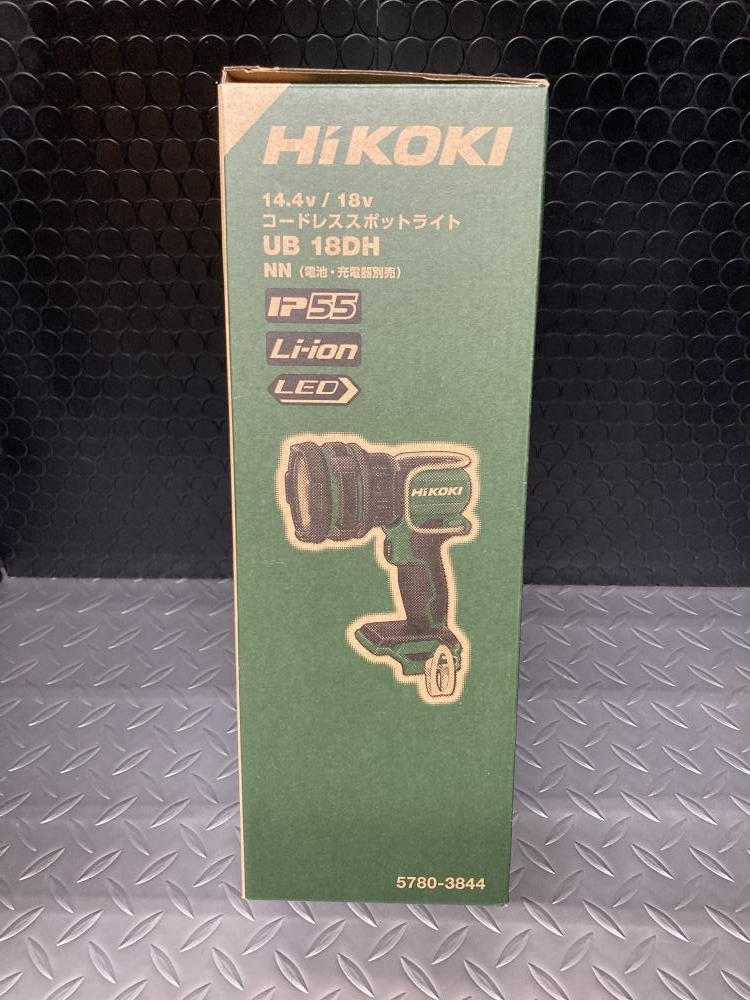 HiKOKI
14.4v / 18v
コードレススポットライト
UB 18DH
NN (電池・充電器別売)
IP55
Li-ion
LED
HiKOKI
5780-3844